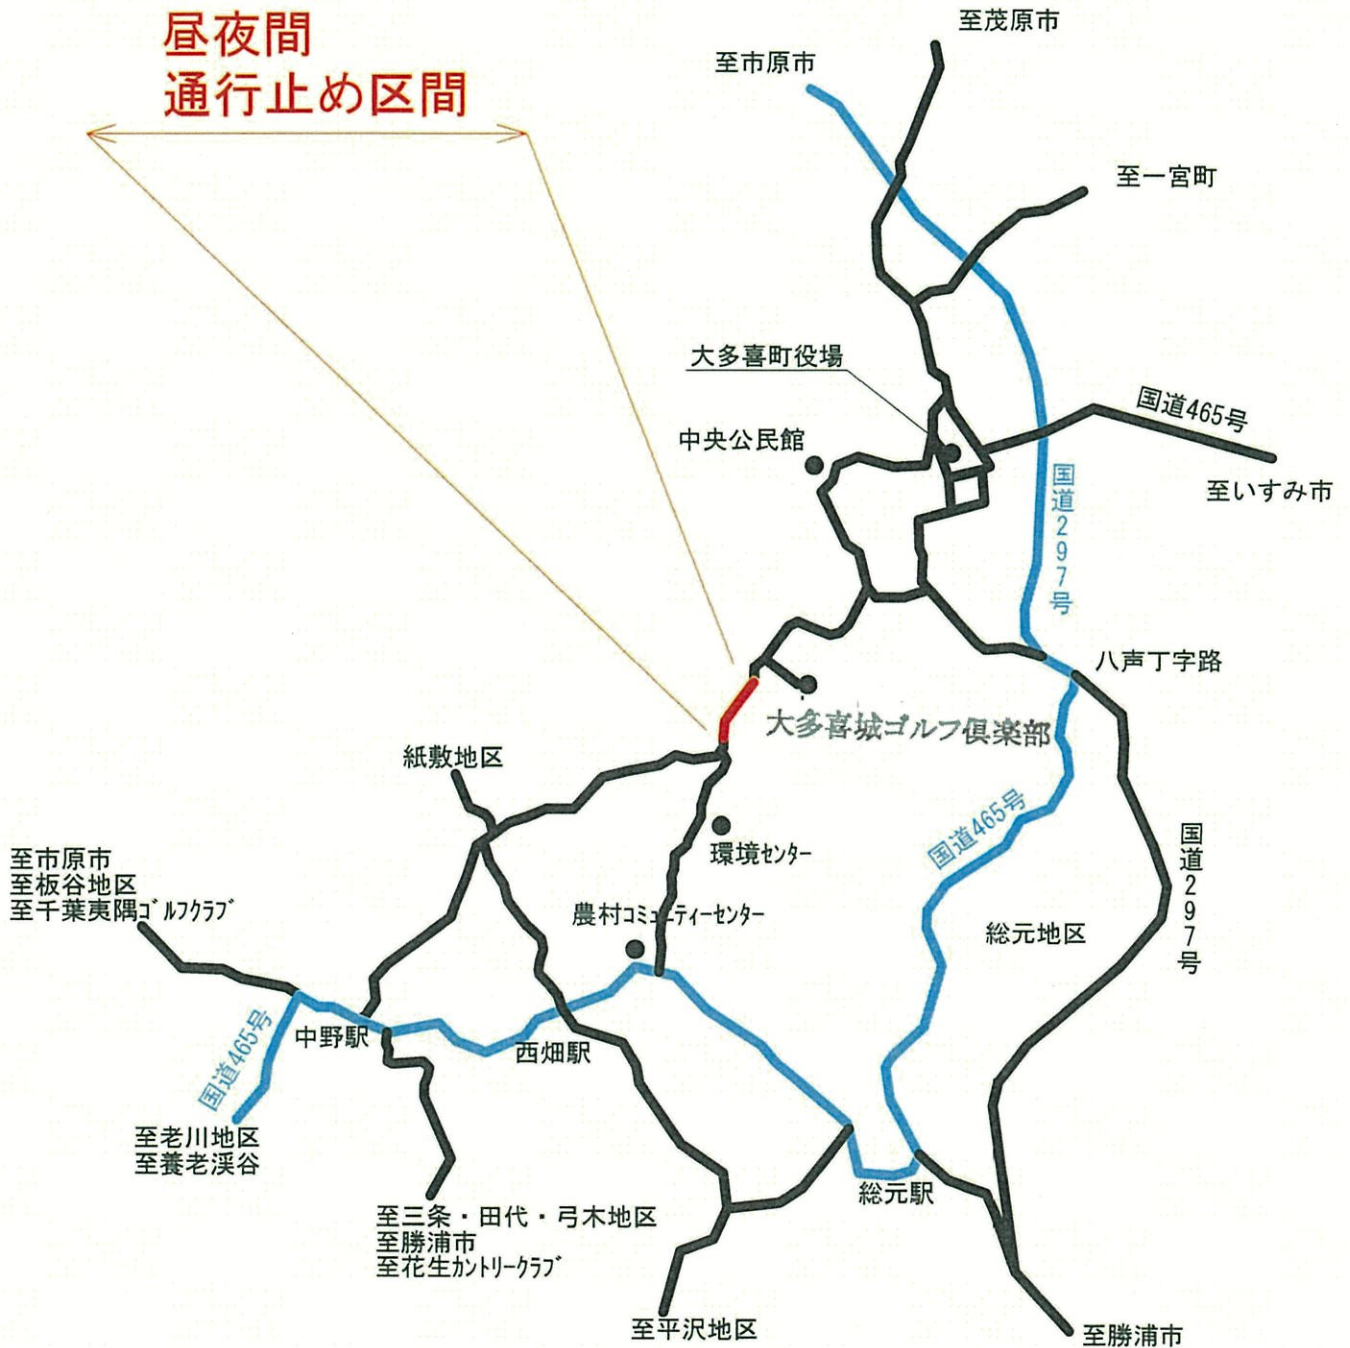 昼夜間
通行止め区間
至茂原市
至市原市
至一宮町
大多喜町役場
国道465号
中央公民館
至いすみ市
国道297号
八声丁字路
大多喜城ゴルフ倶楽部
紙敷地区
国道465号
環境センター
国道297号
至市原市
至板谷地区
至千葉夷隅ゴルフクラブ
農村コミュニティーセンター
総元地区
国道465号
中野駅
西畑駅
至老川地区
至養老渓谷
総元駅
至三条・田代・弓木地区
至勝浦市
至花生カントリークラブ
至平沢地区
至勝浦市